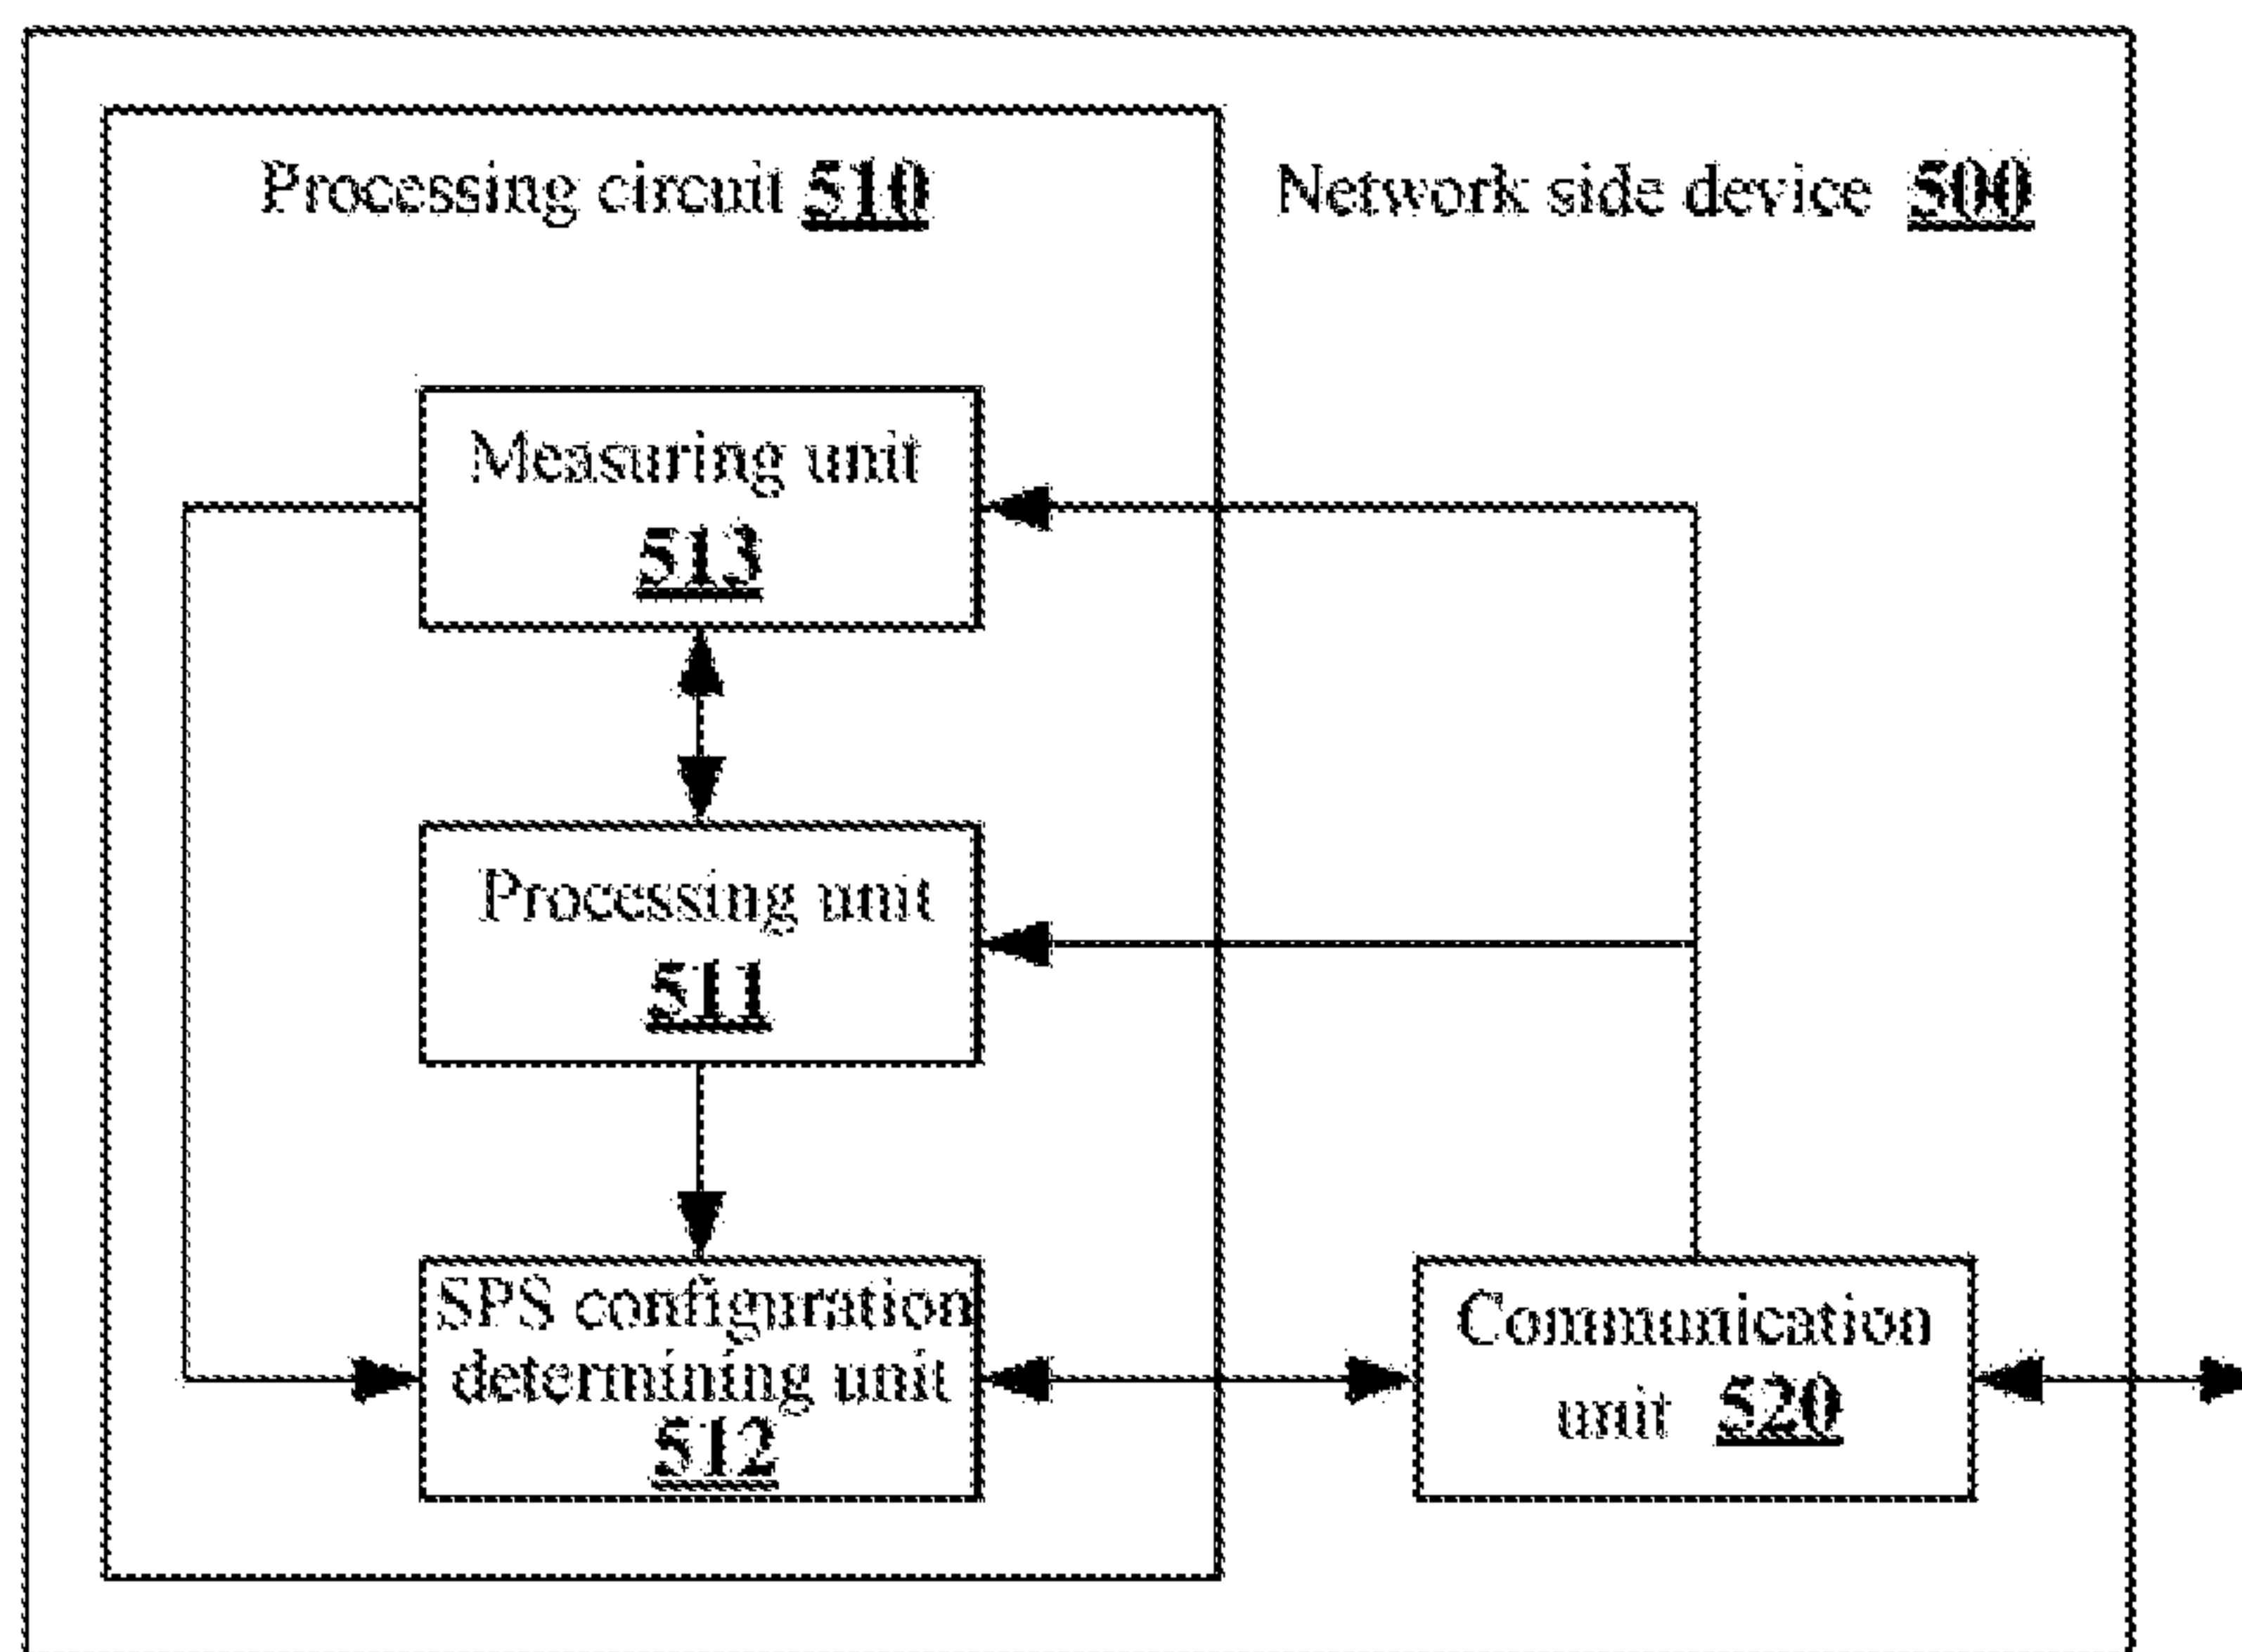 Processing circuit 510
Network side device 500
Measuring unit
513
Processing unit
511
SPS configuration
determining unit
512
Communication
unit 520